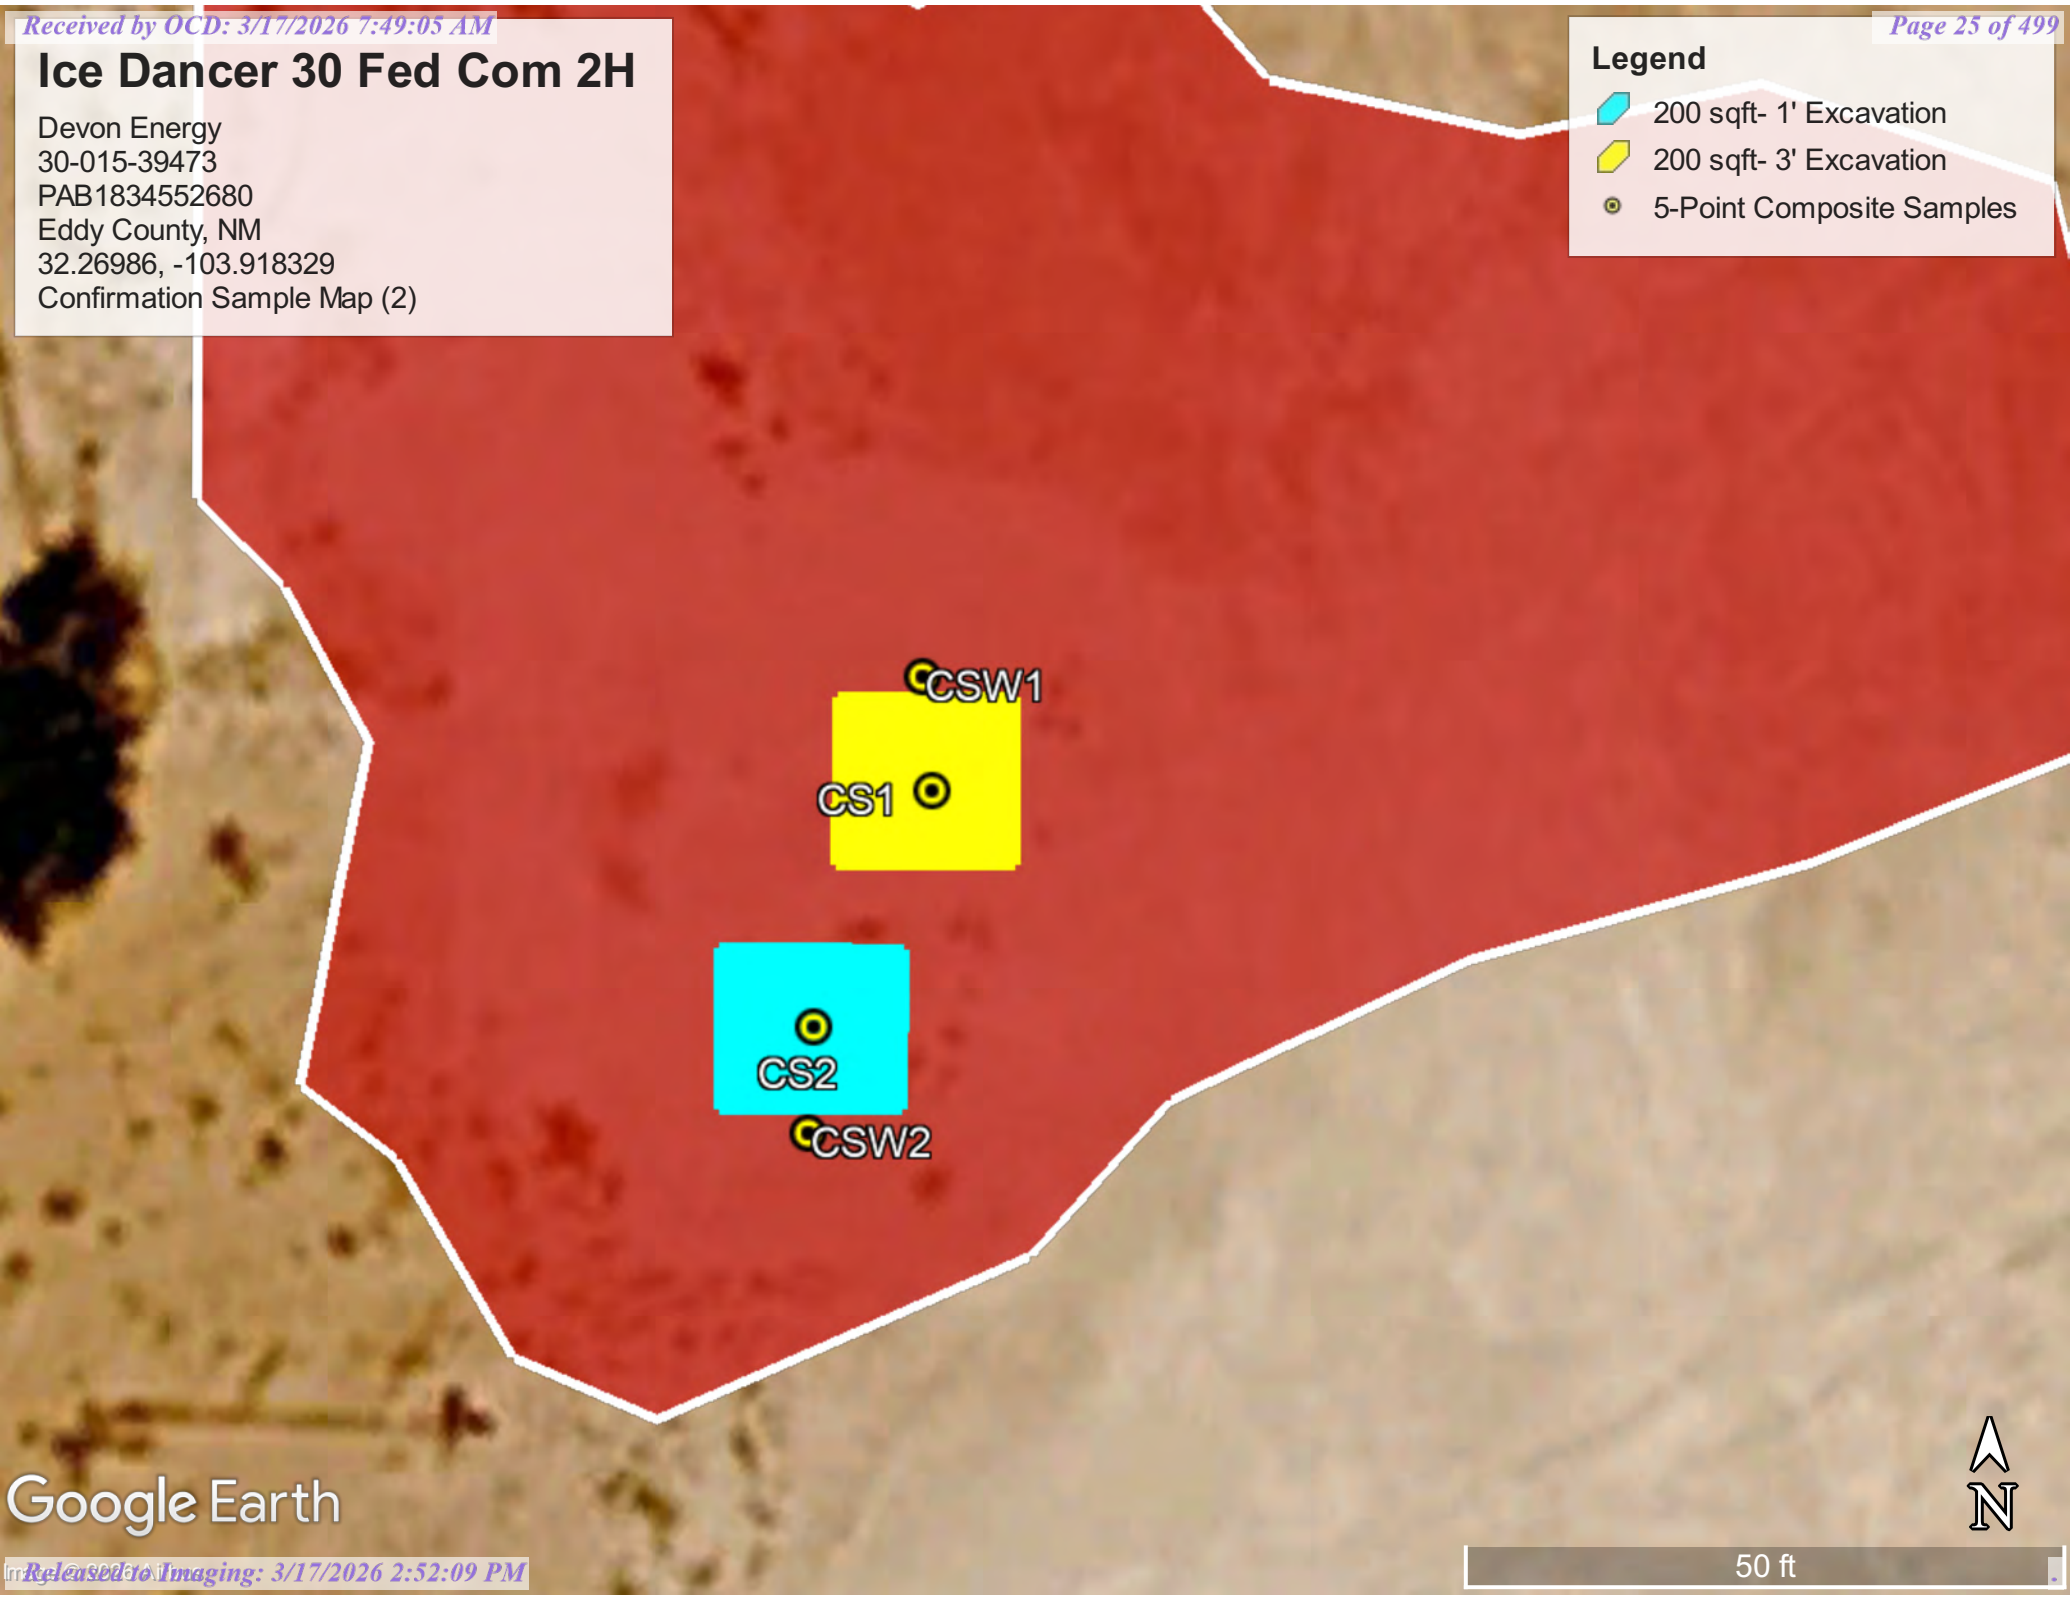 Received by OCD: 3/17/2026 7:49:05 AM
Page 25 of 499
Ice Dancer 30 Fed Com 2H
Devon Energy
30-015-39473
PAB1834552680
Eddy County, NM
32.26986, -103.918329
Confirmation Sample Map (2)
Legend
200 sqft- 1' Excavation
200 sqft- 3' Excavation
5-Point Composite Samples
CSW1
CS1
CS2
CSW2
Google Earth
N
50 ft
Released to Imaging: 3/17/2026 2:52:09 PM